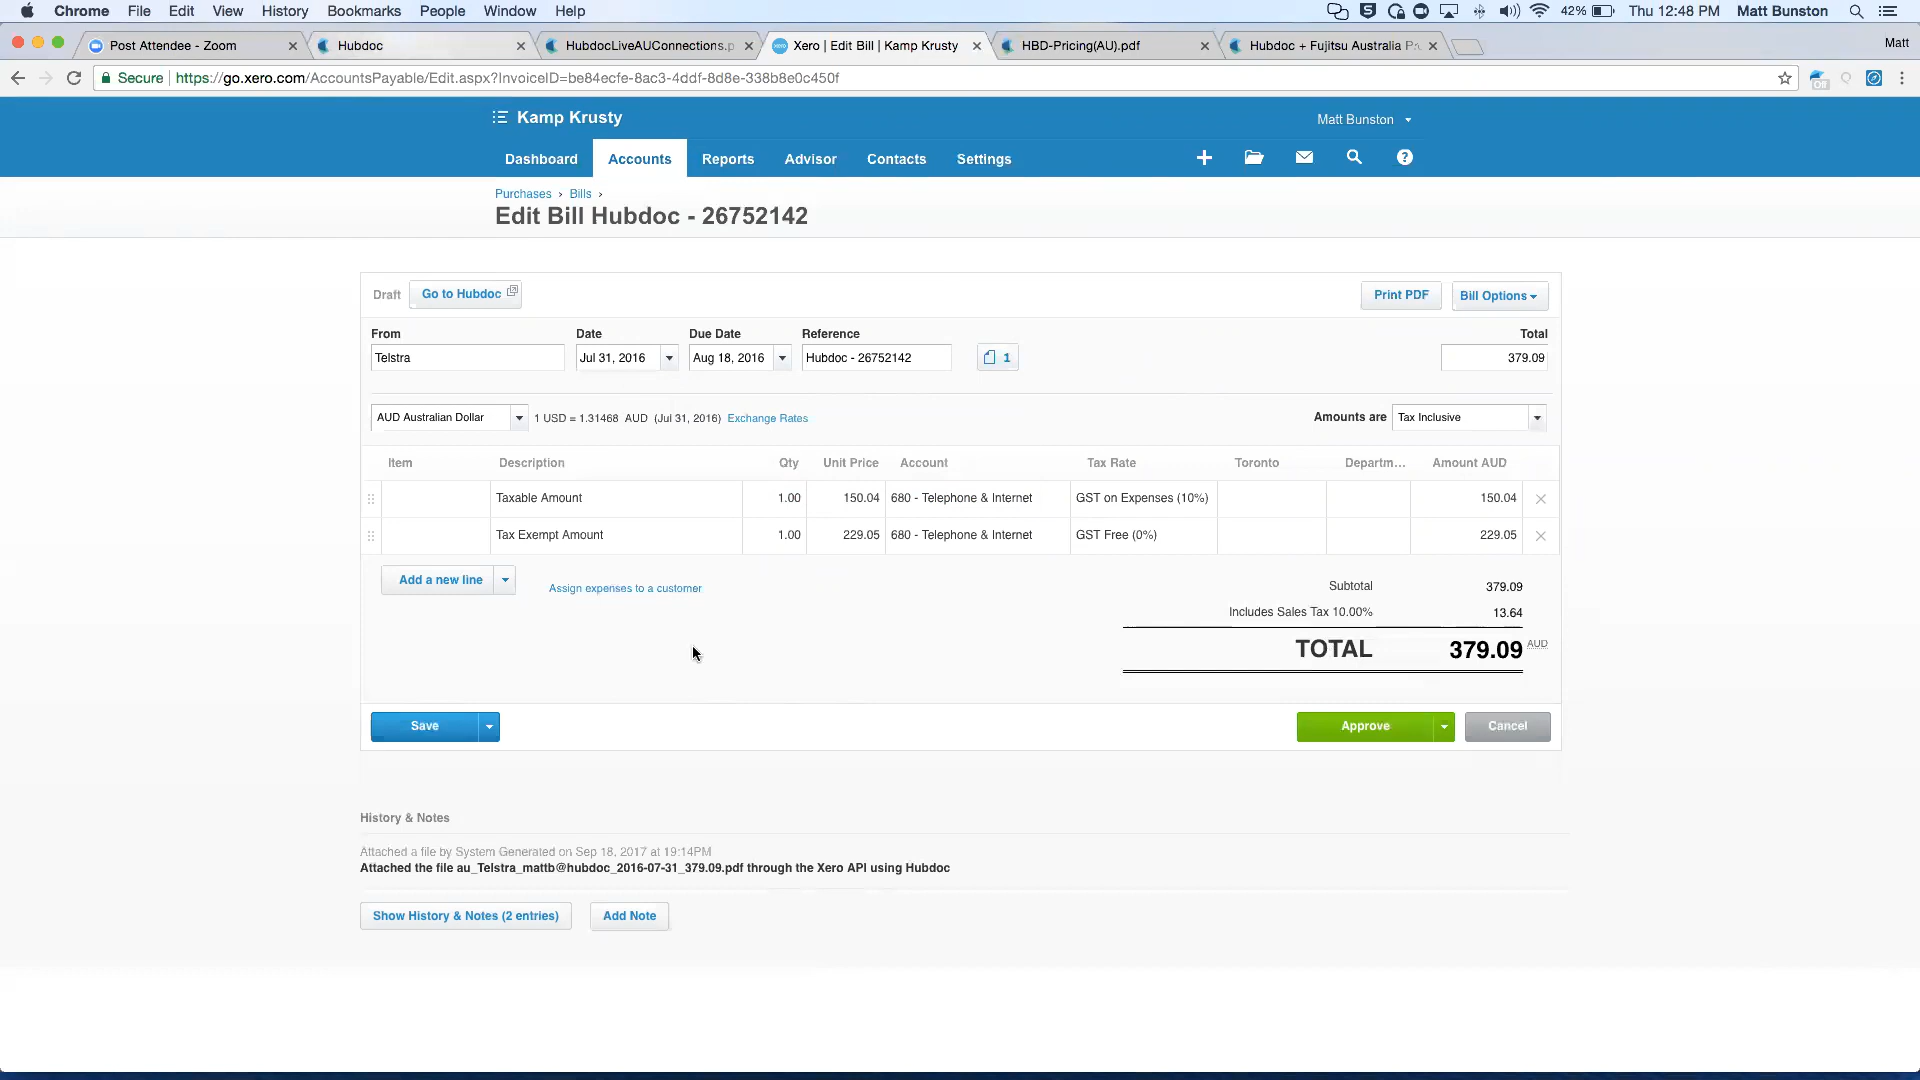 Chrome File Edit View History Bookmarks People Window Help 42% Thu 12:48 PM Matt Bunston
Post Attendee - Zoom Hubdoc HubdocLiveAUConnections.p Xero | Edit Bill | Kamp Krusty HBD-Pricing(AU).pdf Hubdoc + Fujitsu Australia Matt
Secure https://go.xero.com/AccountsPayable/Edit.aspx?InvoiceID=be84ecfe-8ac3-4ddf-8d8e-338b8e0c450f
Kamp Krusty Matt Bunston
Dashboard Accounts Reports Advisor Contacts Settings
Purchases › Bills ›
Edit Bill Hubdoc - 26752142
Draft Go to Hubdoc Print PDF Bill Options
From Date Due Date Reference Total
Telstra Jul 31, 2016 Aug 18, 2016 Hubdoc - 26752142 1 379.09
AUD Australian Dollar 1 USD = 1.31468 AUD (Jul 31, 2016) Exchange Rates Amounts are Tax Inclusive
Item Description Qty Unit Price Account Tax Rate Toronto Departm... Amount AUD
Taxable Amount 1.00 150.04 680 - Telephone & Internet GST on Expenses (10%) 150.04
Tax Exempt Amount 1.00 229.05 680 - Telephone & Internet GST Free (0%) 229.05
Add a new line Assign expenses to a customer Subtotal 379.09
Includes Sales Tax 10.00% 13.64
TOTAL 379.09 AUD
Save Approve Cancel
History & Notes
Attached a file by System Generated on Sep 18, 2017 at 19:14PM
Attached the file au_Telstra_mattb@hubdoc_2016-07-31_379.09.pdf through the Xero API using Hubdoc
Show History & Notes (2 entries) Add Note